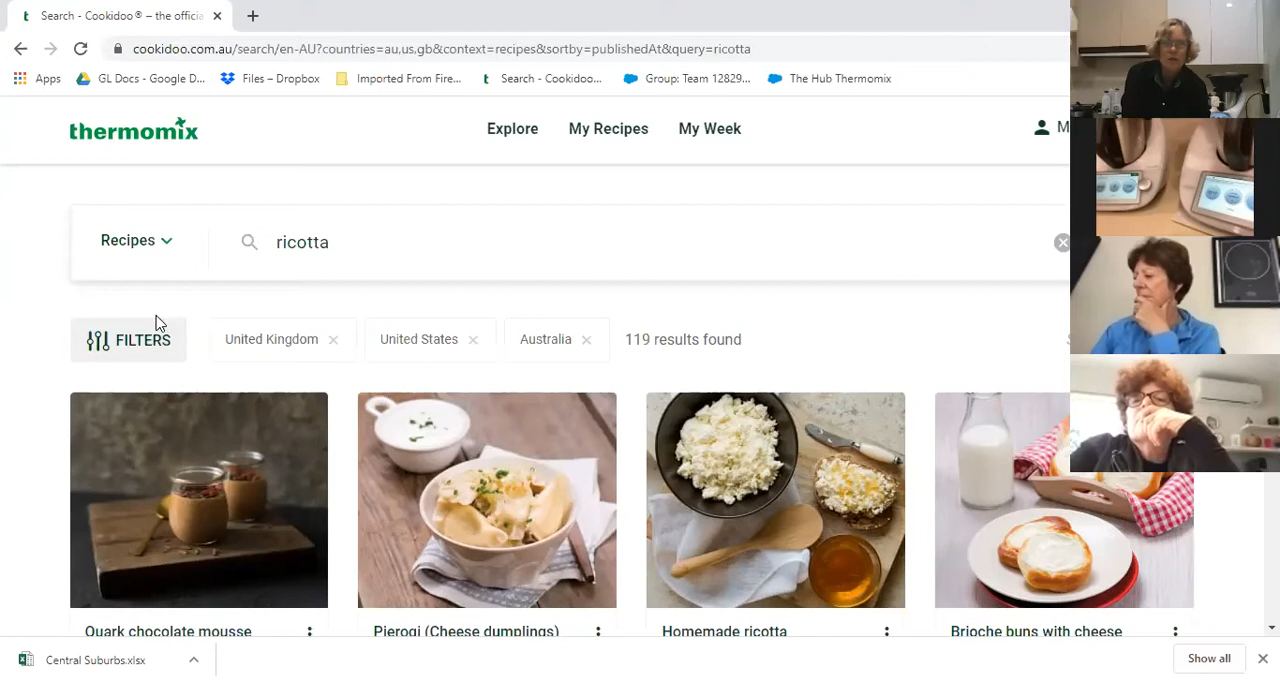 Search - Cookidoo® – the officia
cookidoo.com.au/search/en-AU?countries=au,us,gb&context=recipes&sortby=publishedAt&query=ricotta
Apps GL Docs - Google D... Files – Dropbox Imported From Fire... Search - Cookidoo... Group: Team 12829... The Hub Thermomix
thermomix Explore My Recipes My Week M
Recipes ricotta
FILTERS United Kingdom United States Australia 119 results found
Quark chocolate mousse Pierogi (Cheese dumplings) Homemade ricotta Brioche buns with cheese
Central Suburbs.xlsx Show all